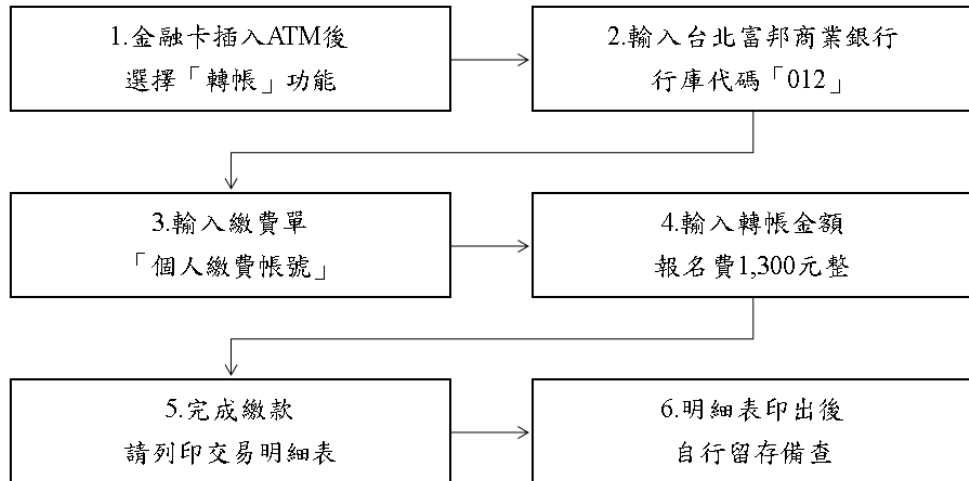 1.金融卡插入ATM後
選擇「轉帳」功能
2.輸入台北富邦商業銀行
行庫代碼「012」
3.輸入繳費單
「個人繳費帳號」
4.輸入轉帳金額
報名費1,300元整
5.完成繳款
請列印交易明細表
6.明細表印出後
自行留存備查